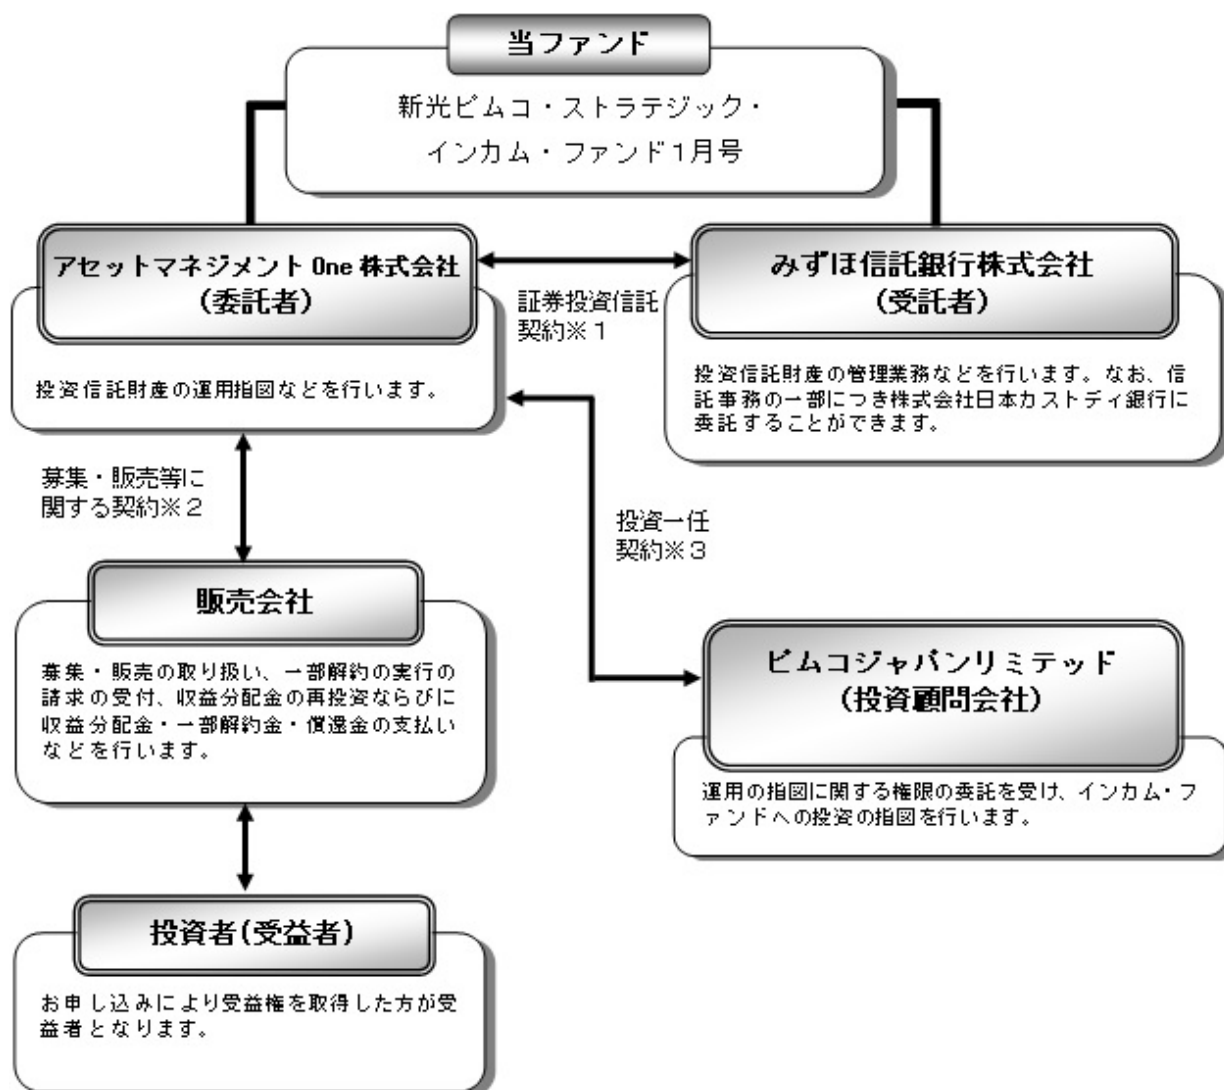 当ファンド
新光ピムコ・ストラテジック・
インカム・ファンド1月号
アセットマネジメント One 株式会社
(委託者)
投資信託財産の運用指図などを行います。
証券投資信託
契約※1
みずほ信託銀行株式会社
(受託者)
投資信託財産の管理業務などを行います。なお、信
託事務の一部につき株式会社日本カストディ銀行に
委託することができます。
募集・販売等に
関する契約※2
投資一任
契約※3
販売会社
募集・販売の取り扱い、一部解約の実行の
請求の受付、収益分配金の再投資ならびに
収益分配金・一部解約金・償還金の支払い
などを行います。
ピムコジャパンリミテッド
(投資顧問会社)
運用の指図に関する権限の委託を受け、インカム・フ
ァンドへの投資の指図を行います。
投資者(受益者)
お申し込みにより受益権を取得した方が受
益者となります。